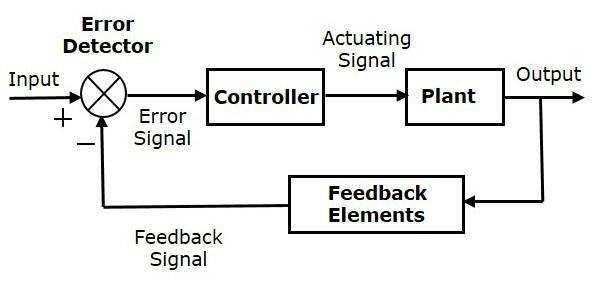 Error
Detector
Input
+
−
Error
Signal
Controller
Actuating
Signal
Plant
Output
Feedback
Elements
Feedback
Signal